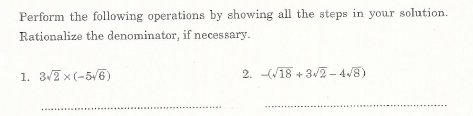 Perform the following operations by showing all the steps in your solution.
Rationalize the denominator, if necessary.
1. 3√2 × (−5√6)
2. −(√18 + 3√2 − 4√8)